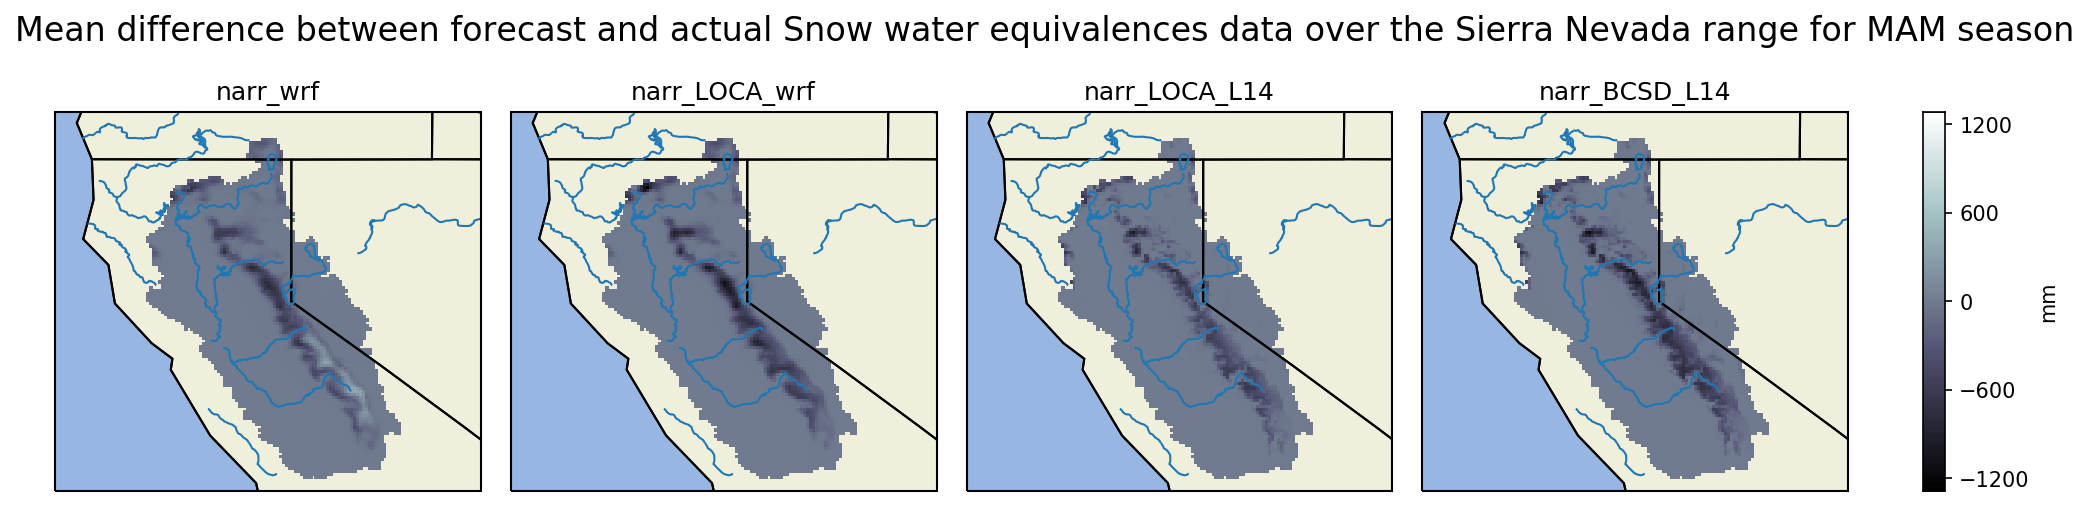 Mean difference between forecast and actual Snow water equivalences data over the Sierra Nevada range for MAM season
narr_wrf
narr_LOCA_wrf
narr_LOCA_L14
narr_BCSD_L14
1200
600
0
−600
−1200
mm